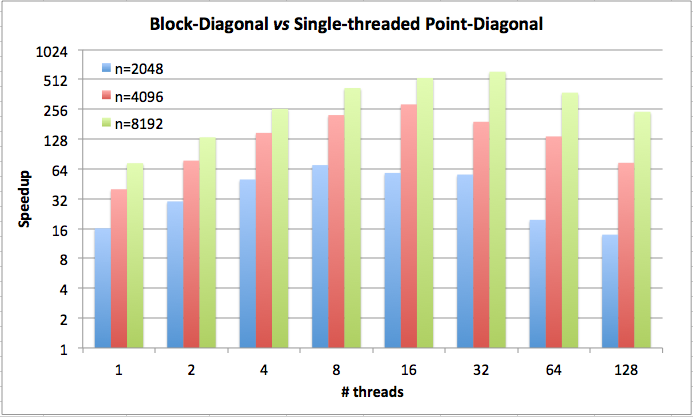 Block-Diagonal vs Single-threaded Point-Diagonal
1024
512
256
128
64
32
16
8
4
2
1
Speedup
n=2048
n=4096
n=8192
1 2 4 8 16 32 64 128
# threads